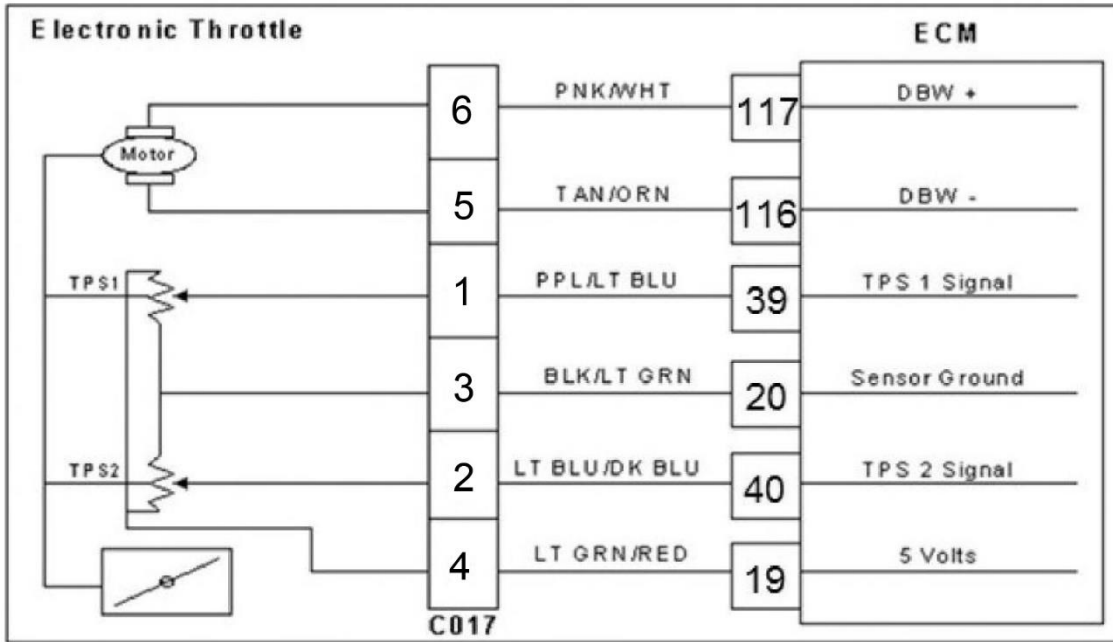 Electronic Throttle
ECM
6 PNK/WHT 117 DBW +
Motor
5 TAN/ORN 116 DBW -
TPS1 1 PPL/LT BLU 39 TPS 1 Signal
3 BLK/LT GRN 20 Sensor Ground
TPS2 2 LT BLU/DK BLU 40 TPS 2 Signal
4 LT GRN/RED 19 5 Volts
C017